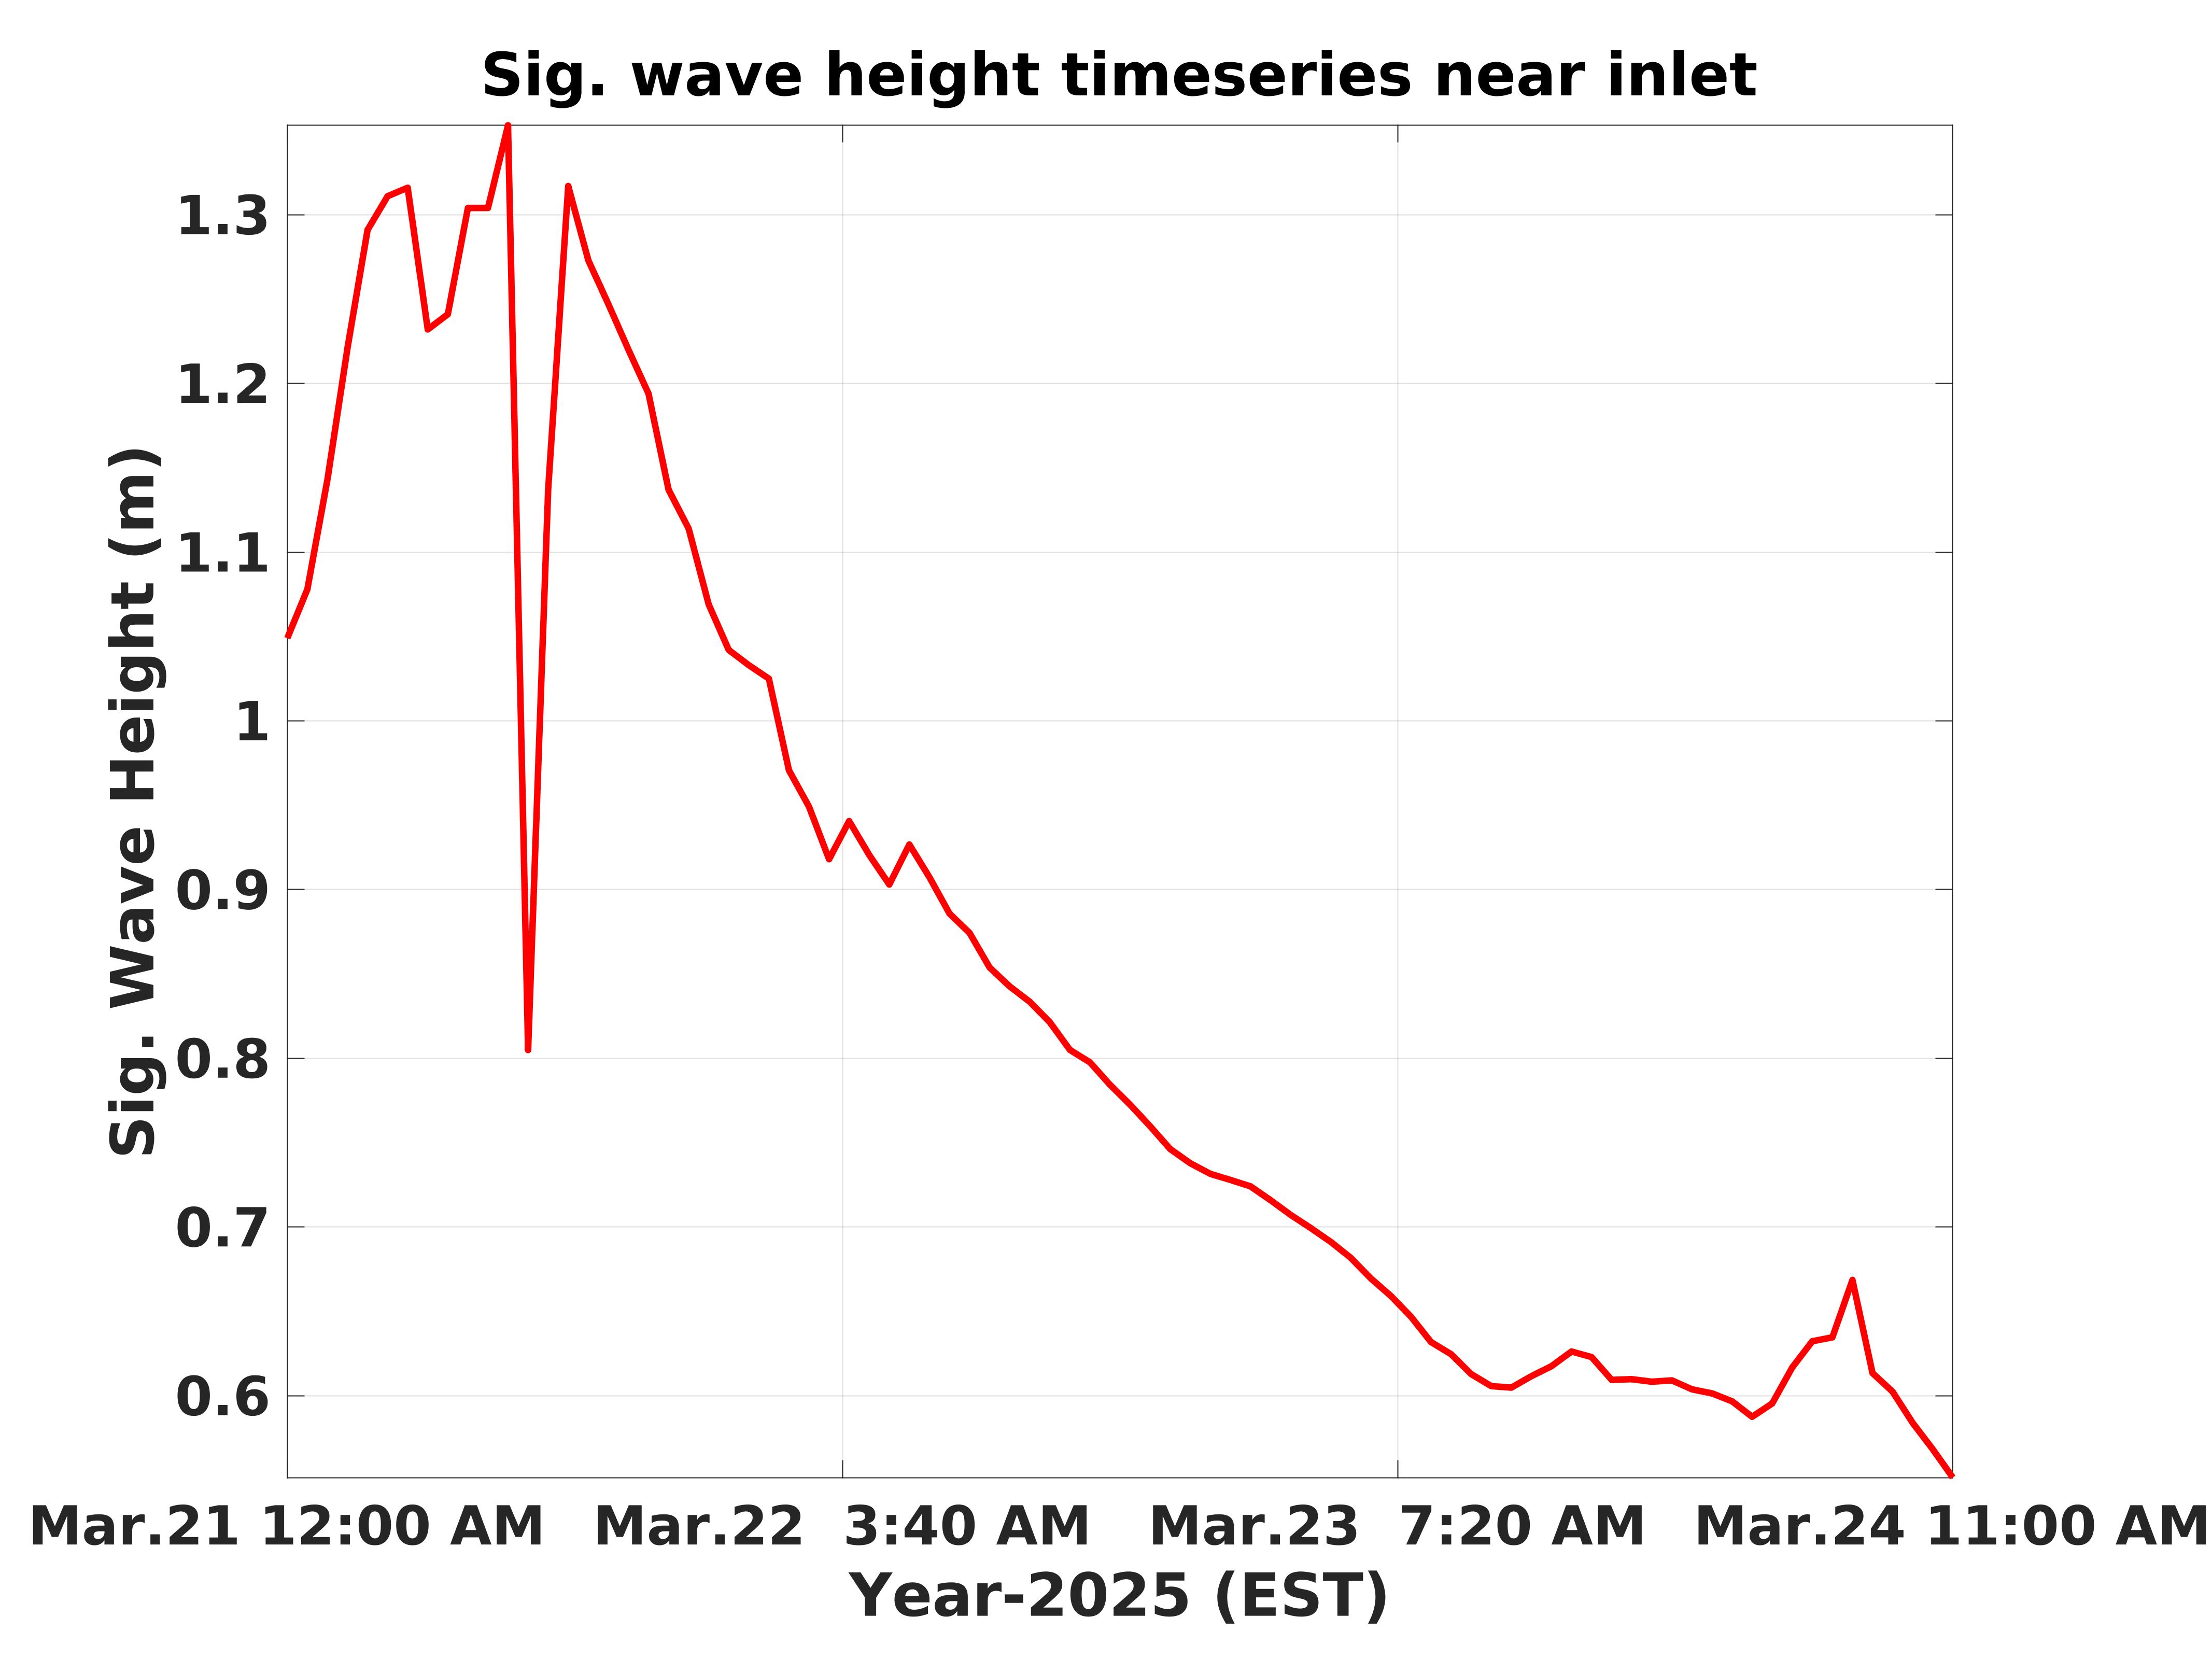 Sig. wave height timeseries near inlet
Sig. Wave Height (m)
1.3
1.2
1.1
1
0.9
0.8
0.7
0.6
Mar.21 12:00 AM Mar.22 3:40 AM Mar.23 7:20 AM Mar.24 11:00 AM
Year-2025 (EST)